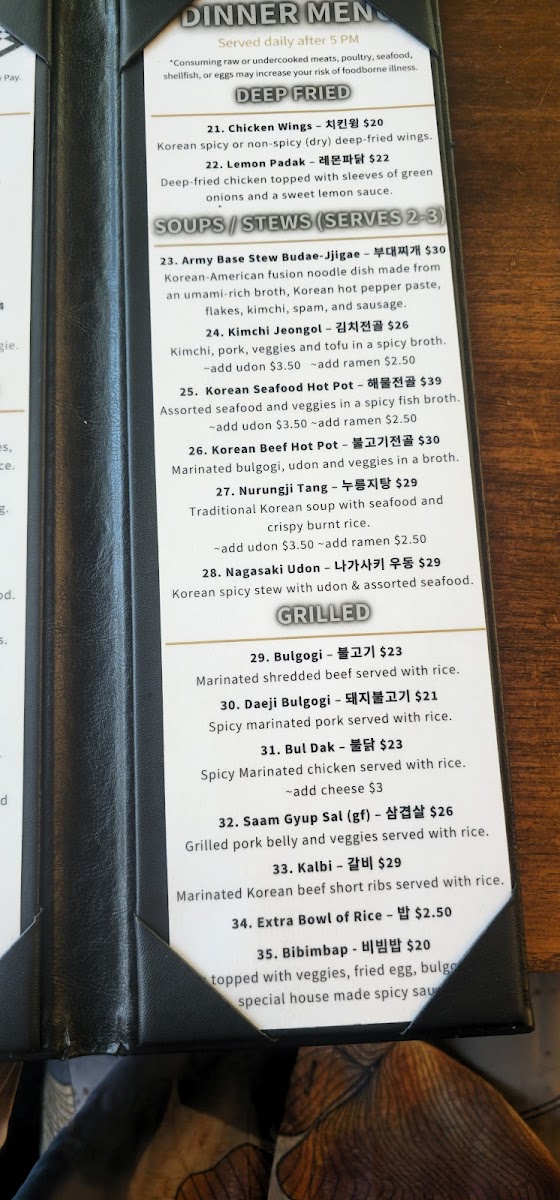 Pay.
gie.
es,
ce.
g.
od.
s.
d
DINNER MENU
Served daily after 5 PM
*Consuming raw or undercooked meats, poultry, seafood,
shellfish, or eggs may increase your risk of foodborne illness.
DEEP FRIED
21. Chicken Wings – 치킨윙 $20
Korean spicy or non-spicy (dry) deep-fried wings.
22. Lemon Padak – 레몬파닭 $22
Deep-fried chicken topped with sleeves of green
onions and a sweet lemon sauce.
SOUPS / STEWS (SERVES 2-3)
23. Army Base Stew Budae-Jjigae – 부대찌개 $30
Korean-American fusion noodle dish made from
an umami-rich broth, Korean hot pepper paste,
flakes, kimchi, spam, and sausage.
24. Kimchi Jeongol – 김치전골 $26
Kimchi, pork, veggies and tofu in a spicy broth.
~add udon $3.50 ~add ramen $2.50
25. Korean Seafood Hot Pot – 해물전골 $39
Assorted seafood and veggies in a spicy fish broth.
~add udon $3.50 ~add ramen $2.50
26. Korean Beef Hot Pot – 불고기전골 $30
Marinated bulgogi, udon and veggies in a broth.
27. Nurungji Tang – 누룽지탕 $29
Traditional Korean soup with seafood and
crispy burnt rice.
~add udon $3.50 ~add ramen $2.50
28. Nagasaki Udon – 나가사키 우동 $29
Korean spicy stew with udon & assorted seafood.
GRILLED
29. Bulgogi – 불고기 $23
Marinated shredded beef served with rice.
30. Daeji Bulgogi – 돼지불고기 $21
Spicy marinated pork served with rice.
31. Bul Dak – 불닭 $23
Spicy Marinated chicken served with rice.
~add cheese $3
32. Saam Gyup Sal (gf) – 삼겹살 $26
Grilled pork belly and veggies served with rice.
33. Kalbi – 갈비 $29
Marinated Korean beef short ribs served with rice.
34. Extra Bowl of Rice – 밥 $2.50
35. Bibimbap - 비빔밥 $20
topped with veggies, fried egg, bulgo
special house made spicy sau